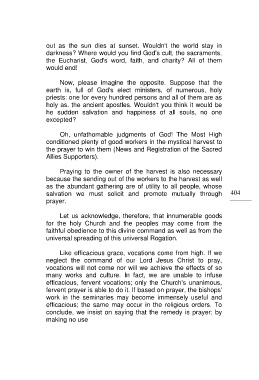 out as the sun dies at sunset. Wouldn't the world stay in
darkness? Where would you find God's cult, the sacraments,
the Eucharist, God's word, faith, and charity? All of them
would end!
Now, please imagine the opposite. Suppose that the
earth is, full of God's elect ministers, of numerous, holy
priests: one for every hundred persons and all of them are as
holy as. the ancient apostles. Wouldn't you think it would be
he sudden salvation and happiness of all souls, no one
excepted?
Oh, unfathomable judgments of God! The Most High
conditioned plenty of good workers in the mystical harvest to
the prayer to win them (News and Registration of the Sacred
Allies Supporters).
Praying to the owner of the harvest is also necessary
because the sending out of the workers to the harvest as well
as the abundant gathering are of utility to all people, whose
salvation we must solicit and promote mutually through
prayer.
404
Let us acknowledge, therefore, that innumerable goods
for the holy Church and the peoples may come from the
faithful obedience to this divine command as well as from the
universal spreading of this universal Rogation.
Like efficacious grace, vocations come from high. If we
neglect the command of our Lord Jesus Christ to pray,
vocations will not come nor will we achieve the effects of so
many works and culture. In fact, we are unable to infuse
efficacious, fervent vocations; only the Church's unanimous,
fervent prayer is able to do it. If based on prayer, the bishops'
work in the seminaries may become immensely useful and
efficacious; the same may occur in the religious orders. To
conclude, we insist on saying that the remedy is prayer; by
making no use